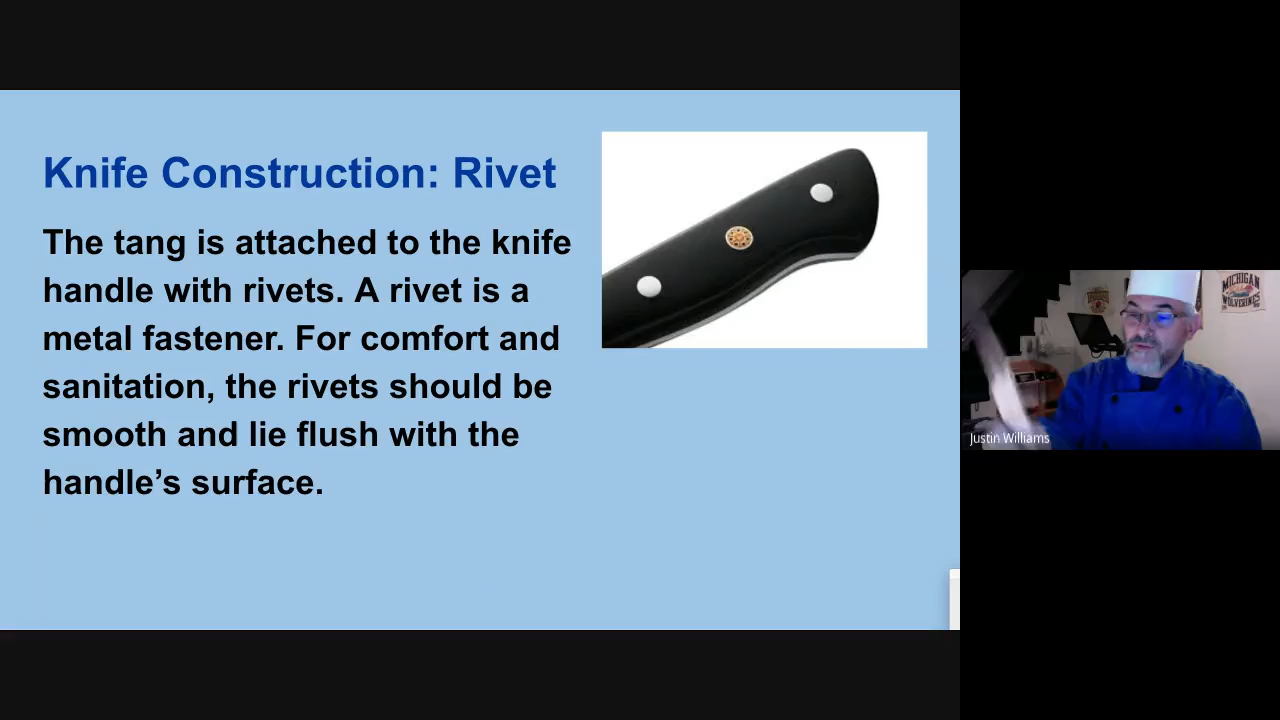 Knife Construction: Rivet
The tang is attached to the knife
handle with rivets. A rivet is a
metal fastener. For comfort and
sanitation, the rivets should be
smooth and lie flush with the
handle’s surface.
MICHIGAN
WOLVERINES
Justin Williams